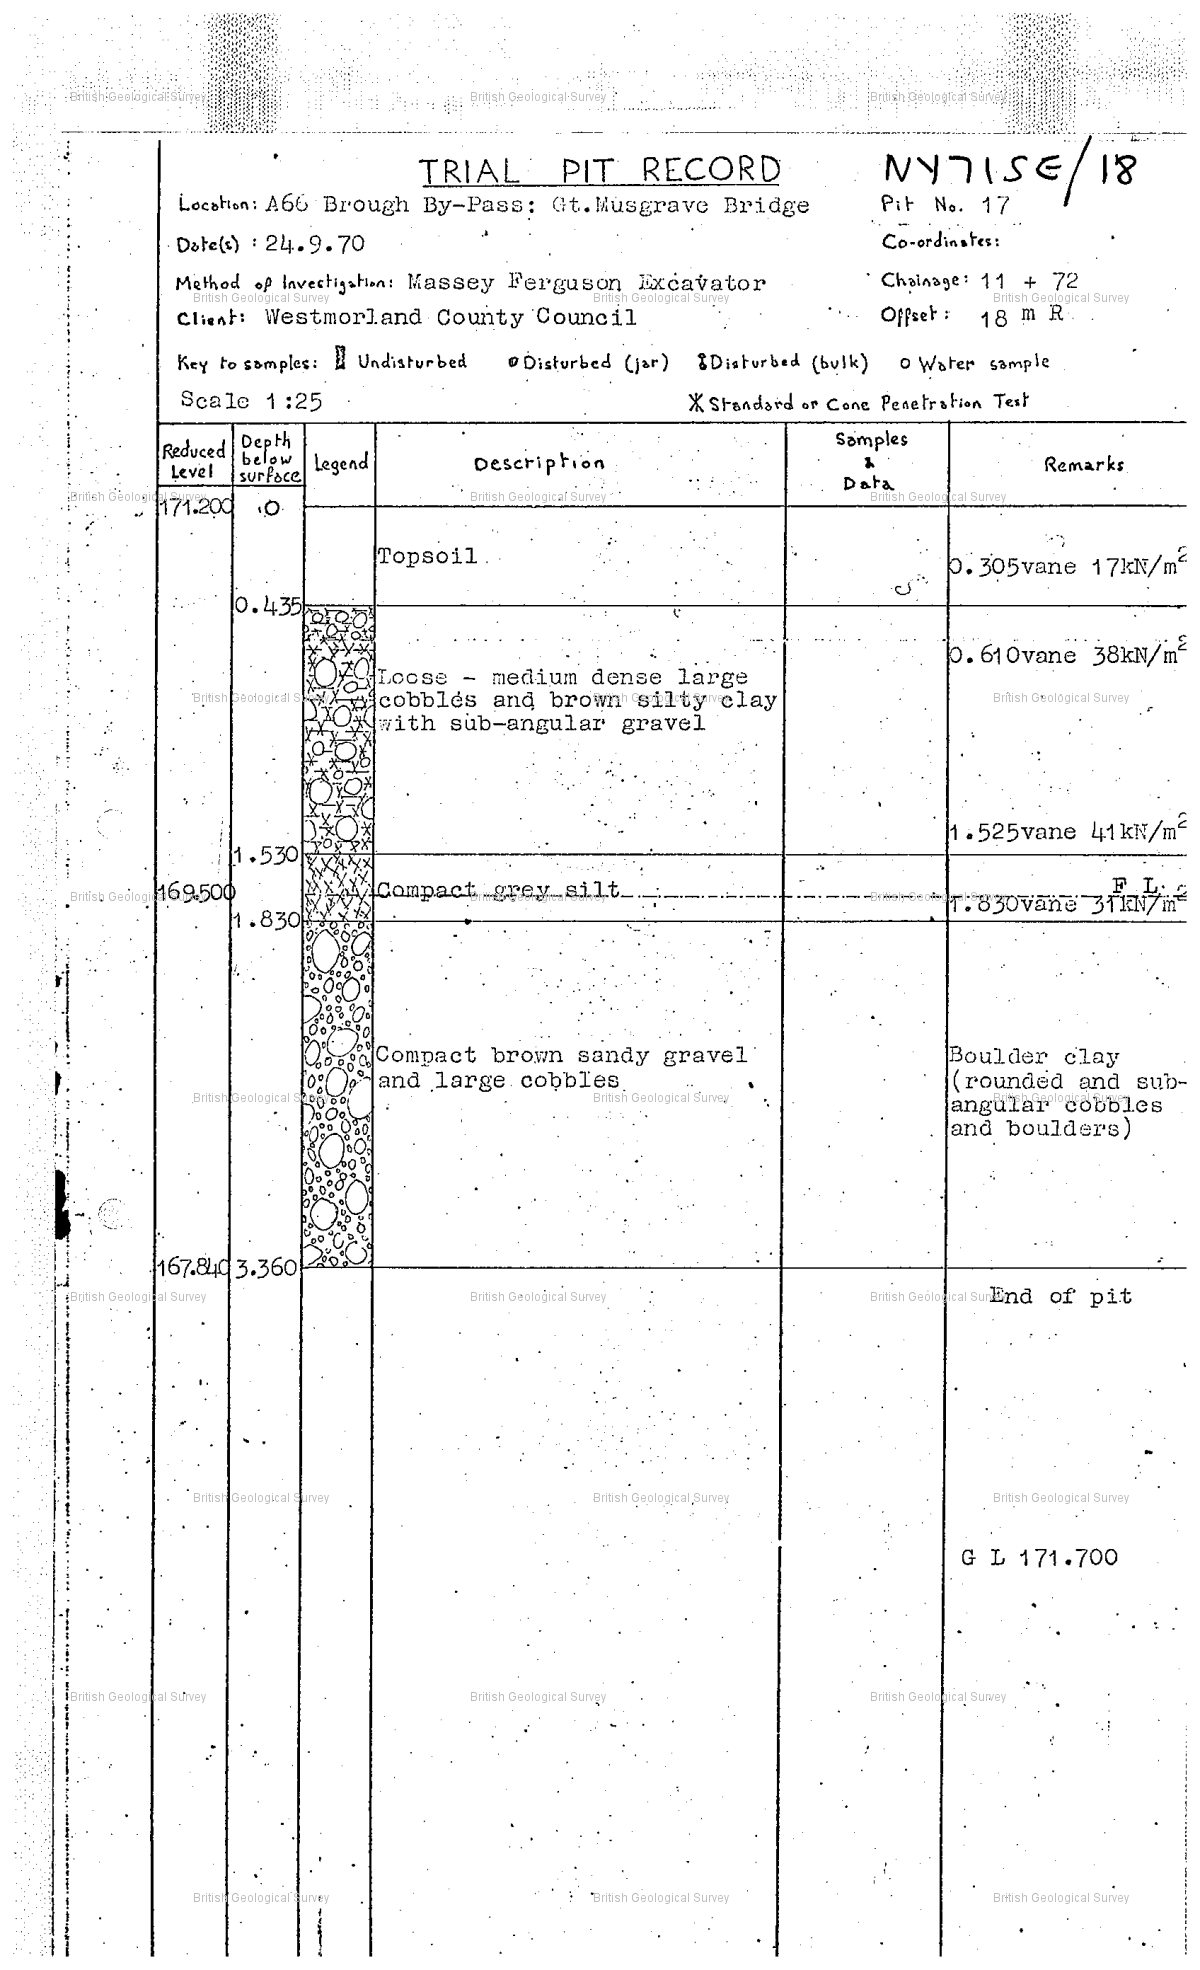 TRIAL PIT RECORD
NY71SE/18
Location: A66 Brough By-Pass: Gt.Musgrave Bridge
Pit No. 17
Date(s) : 24.9.70
Co-ordinates:
Method of Investigation: Massey Ferguson Excavator
Chainage: 11 + 72
Client: Westmorland County Council
Offset: 18 m R
Key to samples: Undisturbed Disturbed (jar) Disturbed (bulk) Water sample
Scale 1:25
Standard or Cone Penetration Test
Reduced Level
Depth below surface
Legend
Description
Samples & Data
Remarks
171.200 0
Topsoil
0.305vane 17kN/m2
0.435
0.610vane 38kN/m2
Loose - medium dense large
cobbles and brown silty clay
with sub-angular gravel
1.525vane 41kN/m2
1.530
169.500
Compact grey silt
F L
1.830vane 31kN/m2
1.830
Compact brown sandy gravel
and large cobbles
Boulder clay
(rounded and sub-
angular cobbles
and boulders)
167.840 3.360
End of pit
G L 171.700
British Geological Survey